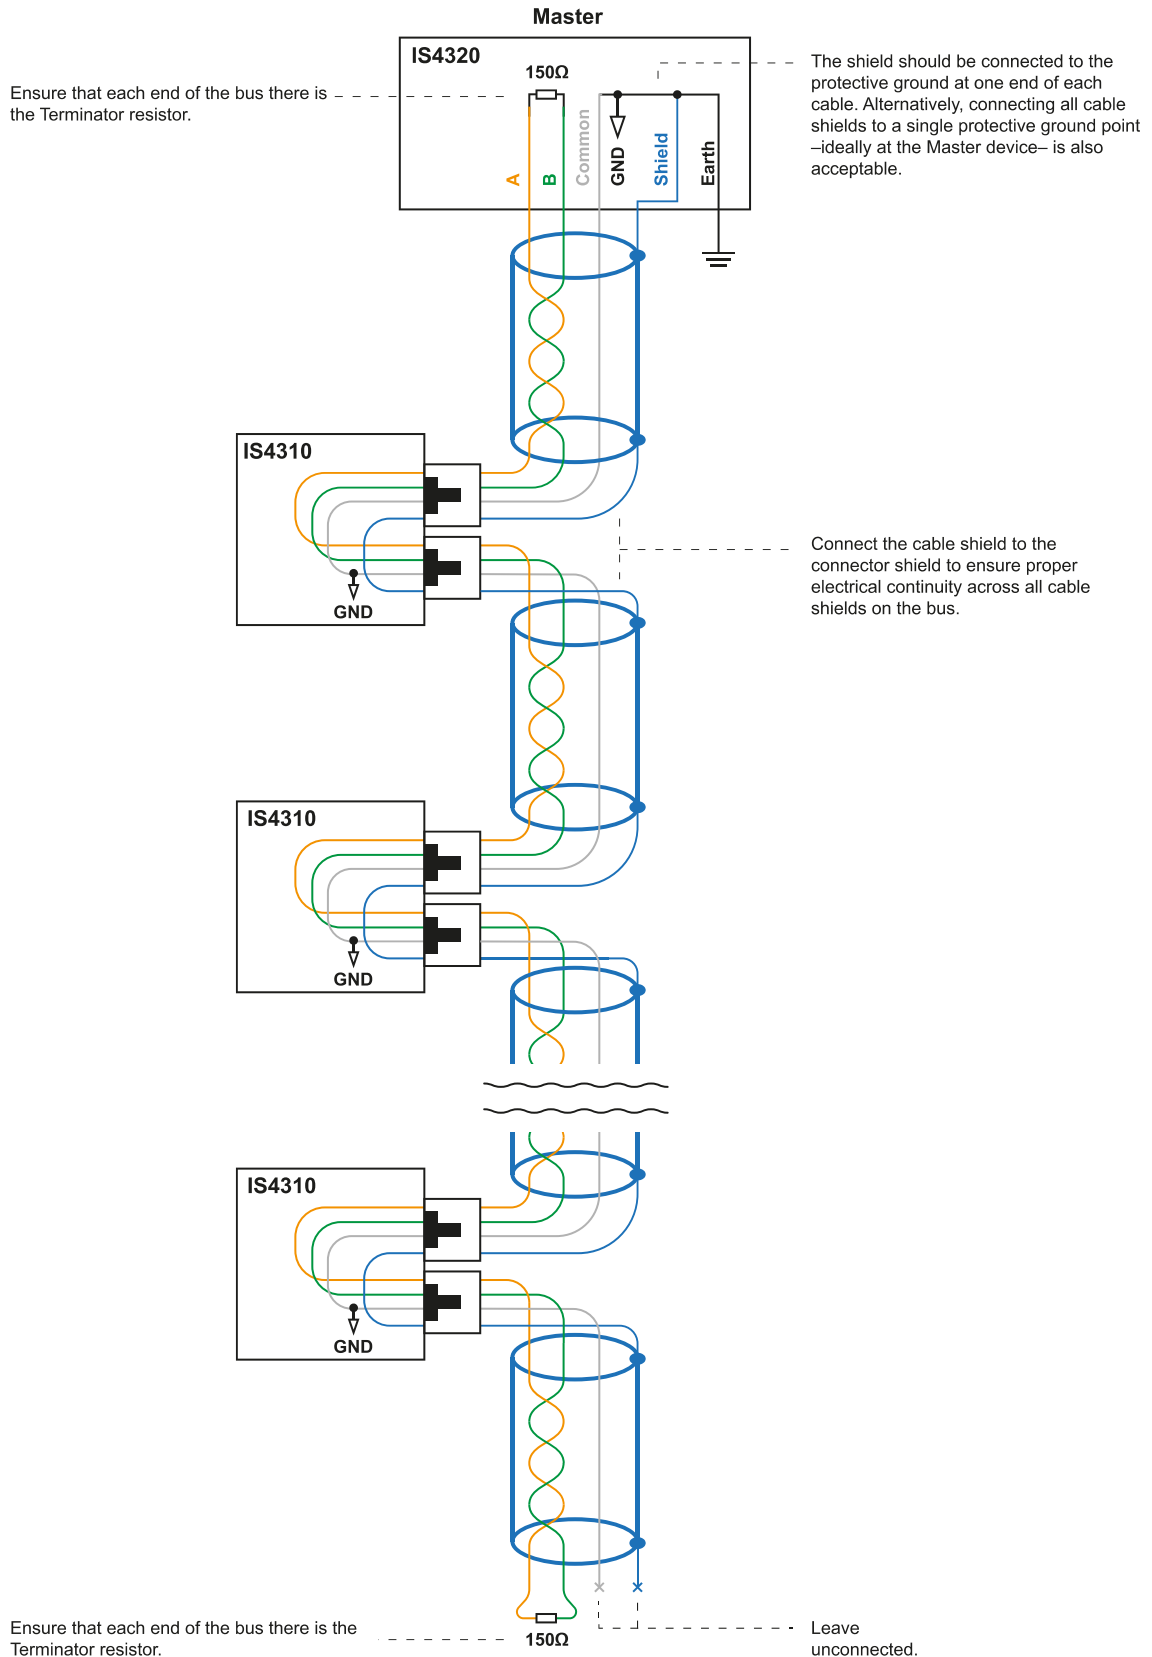 Master
IS4320
150Ω
Ensure that each end of the bus there is
the Terminator resistor.
The shield should be connected to the
protective ground at one end of each
cable. Alternatively, connecting all cable
shields to a single protective ground point
–ideally at the Master device– is also
acceptable.
A
B
Common
GND
Shield
Earth
IS4310
GND
Connect the cable shield to the
connector shield to ensure proper
electrical continuity across all cable
shields on the bus.
IS4310
GND
IS4310
GND
Ensure that each end of the bus there is the
Terminator resistor.
150Ω
Leave
unconnected.